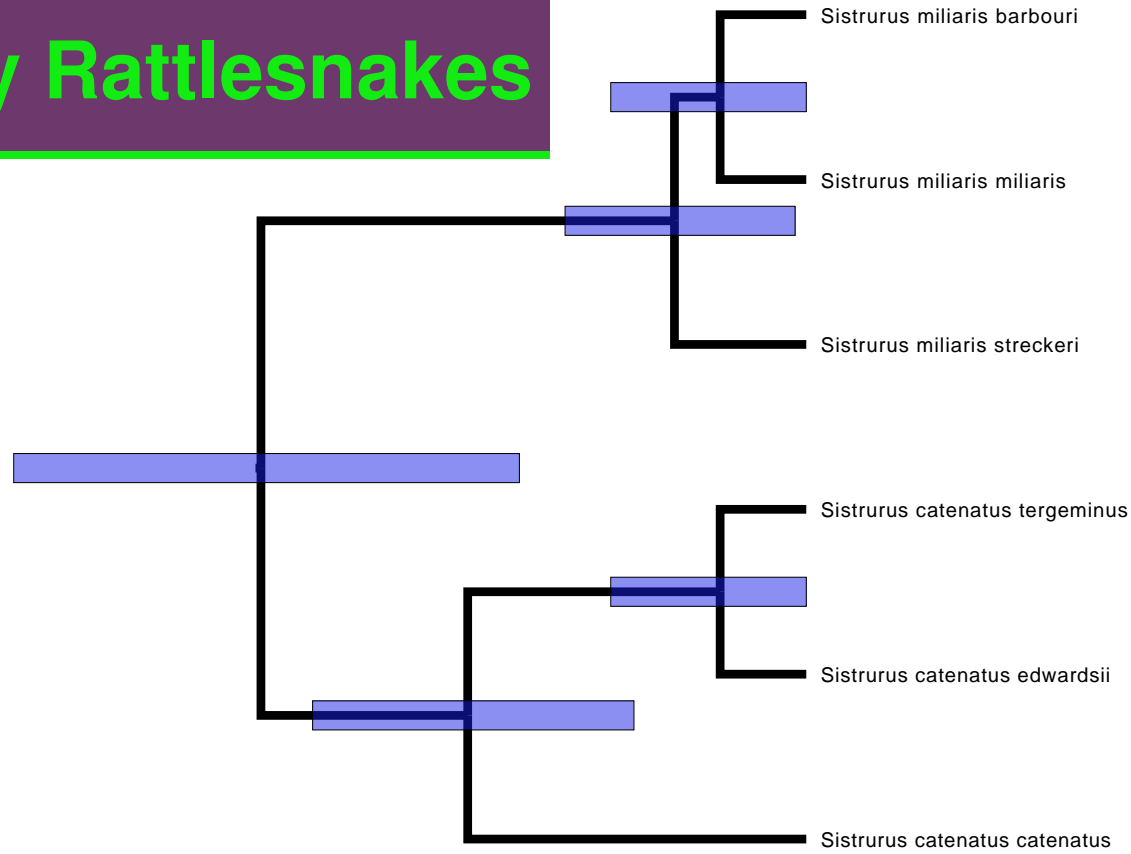 Rattlesnakes
Sistrurus miliaris barbouri
Sistrurus miliaris miliaris
Sistrurus miliaris streckeri
Sistrurus catenatus tergeminus
Sistrurus catenatus edwardsii
Sistrurus catenatus catenatus